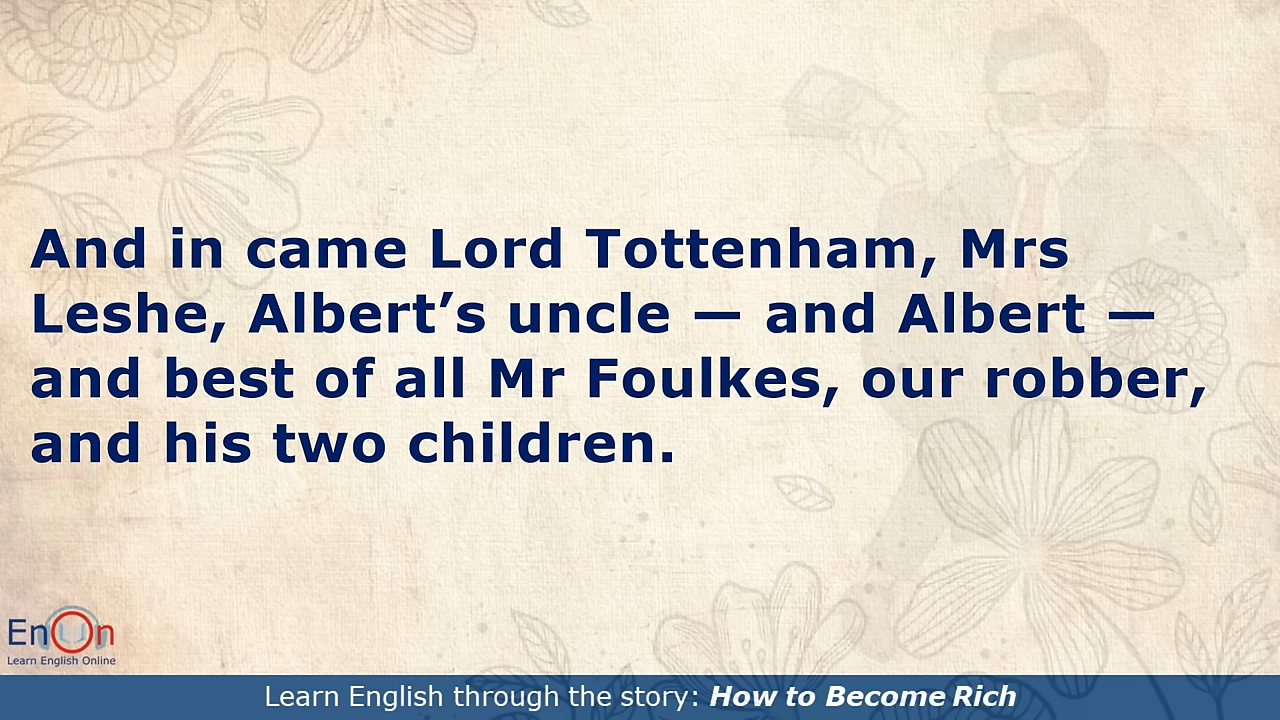 And in came Lord Tottenham, Mrs
Leshe, Albert’s uncle — and Albert —
and best of all Mr Foulkes, our robber,
and his two children.
EnOn
Learn English Online
Learn English through the story: How to Become Rich